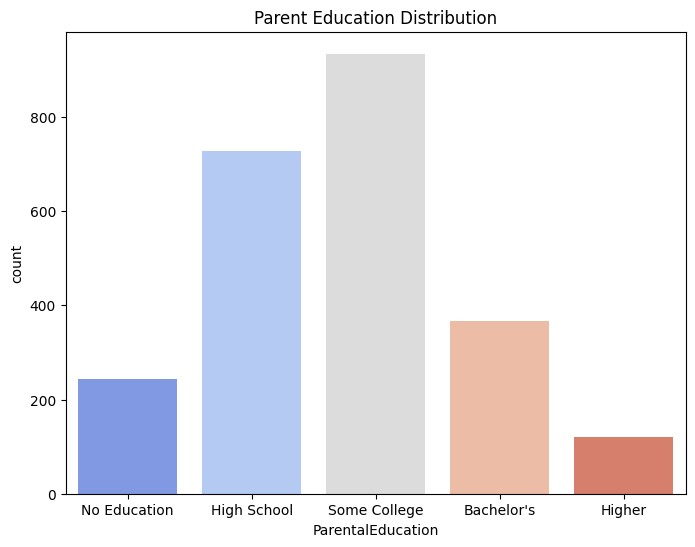 Parent Education Distribution
count
800
600
400
200
0
No Education
High School
Some College
Bachelor's
Higher
ParentalEducation